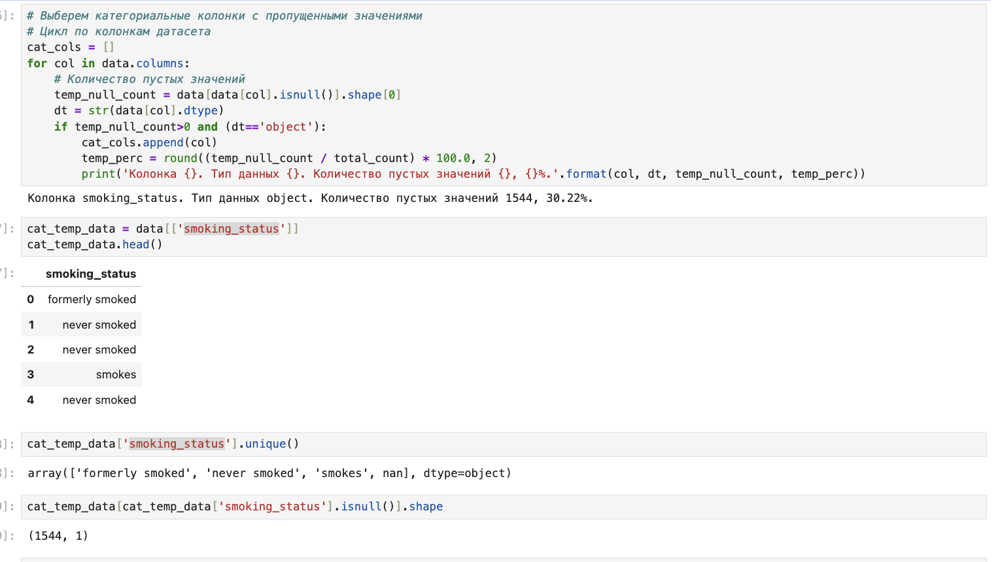 ]: # Выберем категориальные колонки с пропущенными значениями
# Цикл по колонкам датасета
cat_cols = []
for col in data.columns:
    # Количество пустых значений
    temp_null_count = data[data[col].isnull()].shape[0]
    dt = str(data[col].dtype)
    if temp_null_count>0 and (dt=='object'):
        cat_cols.append(col)
        temp_perc = round((temp_null_count / total_count) * 100.0, 2)
        print('Колонка {}. Тип данных {}. Количество пустых значений {}, {}%.'.format(col, dt, temp_null_count, temp_perc))
Колонка smoking_status. Тип данных object. Количество пустых значений 1544, 30.22%.
]: cat_temp_data = data[['smoking_status']]
cat_temp_data.head()
]: smoking_status
0 formerly smoked
1 never smoked
2 never smoked
3 smokes
4 never smoked
]: cat_temp_data['smoking_status'].unique()
]: array(['formerly smoked', 'never smoked', 'smokes', nan], dtype=object)
]: cat_temp_data[cat_temp_data['smoking_status'].isnull()].shape
]: (1544, 1)